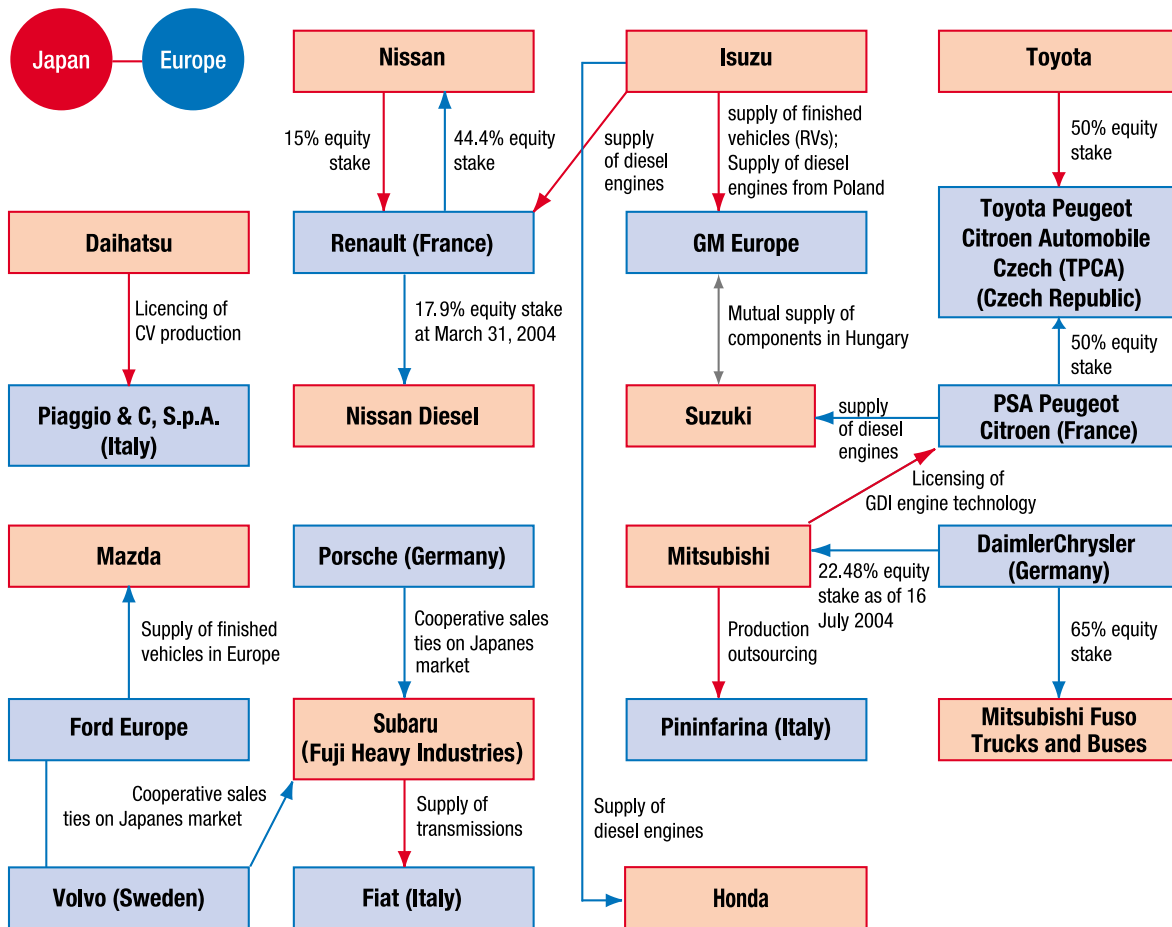 Japan
Europe
Nissan
Isuzu
Toyota
15% equity
stake
44.4% equity
stake
supply
of diesel
engines
supply of finished
vehicles (RVs);
Supply of diesel
engines from Poland
50% equity
stake
Daihatsu
Renault (France)
GM Europe
Toyota Peugeot
Citroen Automobile
Czech (TPCA)
(Czech Republic)
Licencing of
CV production
17.9% equity stake
at March 31, 2004
Mutual supply of
components in Hungary
50% equity
stake
Piaggio & C, S.p.A.
(Italy)
Nissan Diesel
Suzuki
supply
of diesel
engines
PSA Peugeot
Citroen (France)
Licensing of
GDI engine technology
Mazda
Porsche (Germany)
Mitsubishi
DaimlerChrysler
(Germany)
22.48% equity
stake as of 16
July 2004
Supply of finished
vehicles in Europe
Cooperative sales
ties on Japanes
market
Production
outsourcing
65% equity
stake
Ford Europe
Subaru
(Fuji Heavy Industries)
Pininfarina (Italy)
Mitsubishi Fuso
Trucks and Buses
Cooperative sales
ties on Japanes market
Supply of
transmissions
Supply of
diesel engines
Volvo (Sweden)
Fiat (Italy)
Honda